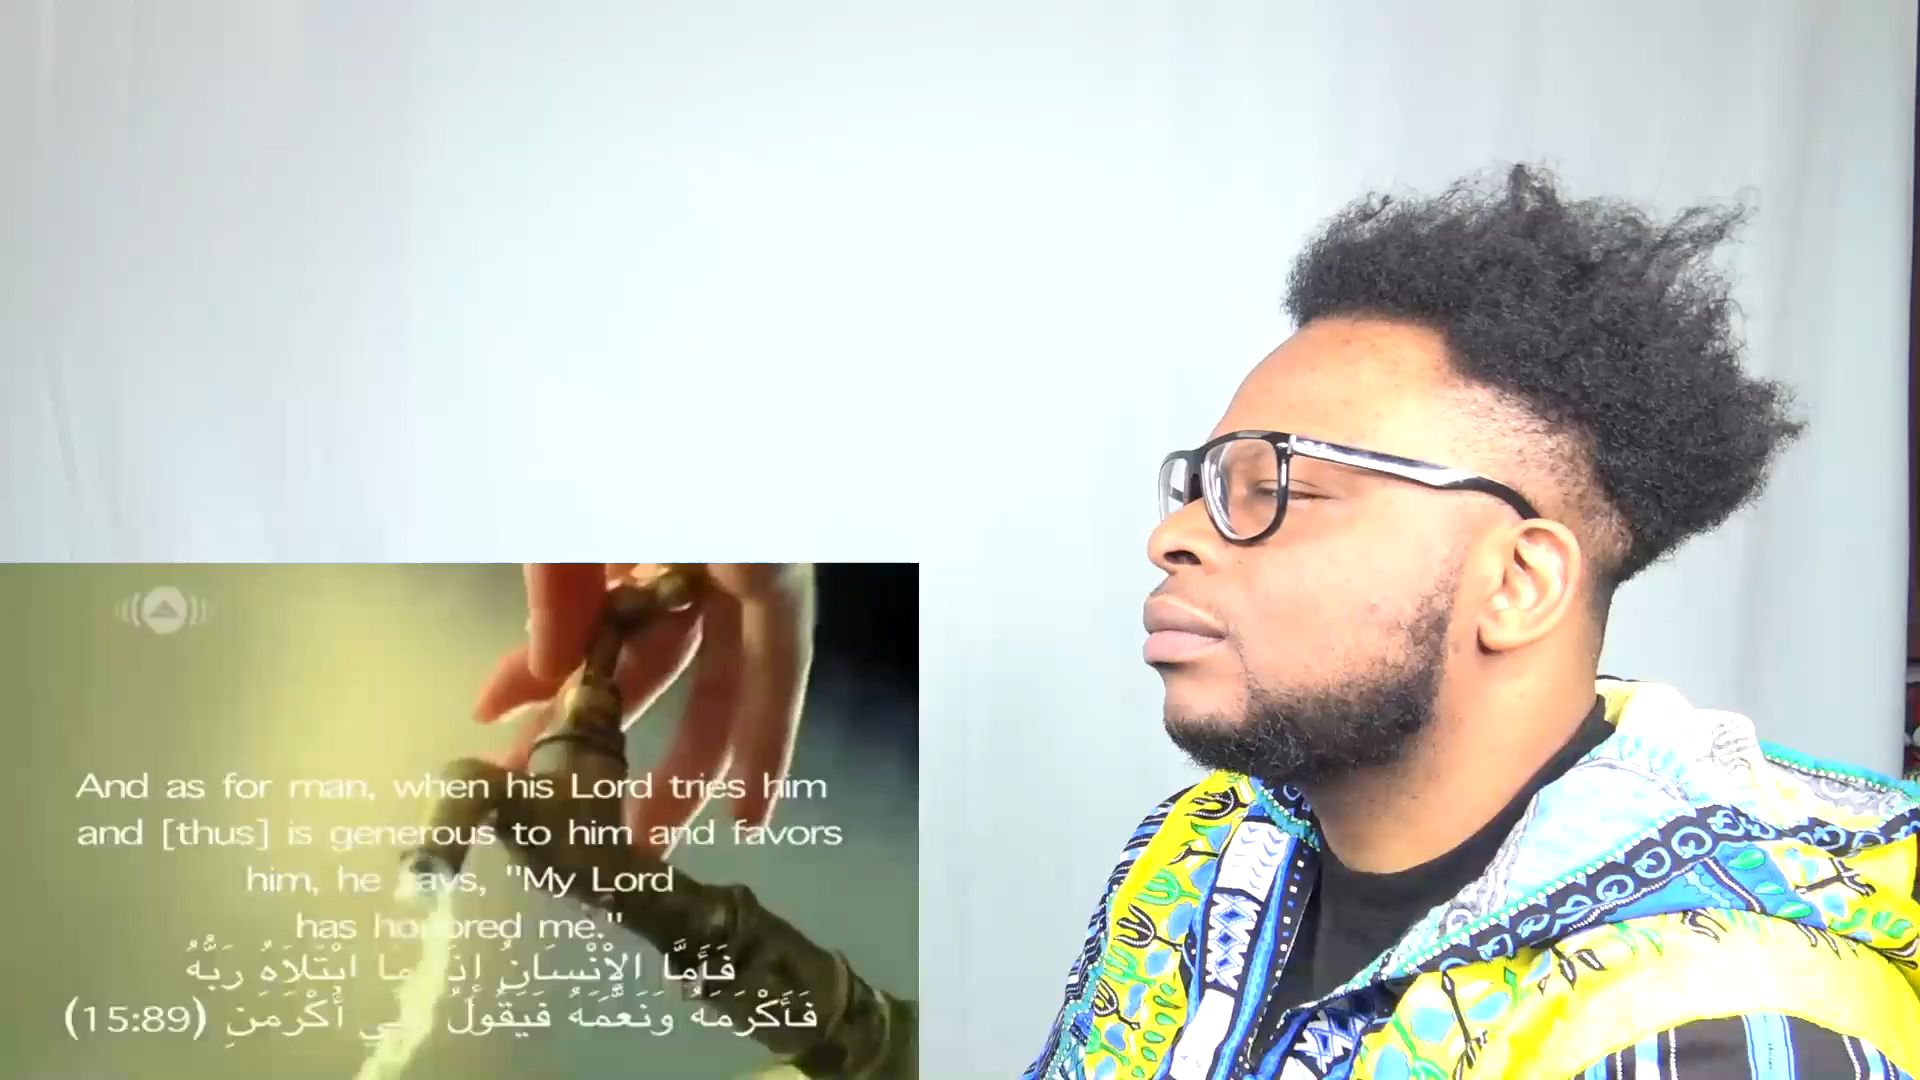 And as for man, when his Lord tries him
and [thus] is generous to him and favors
him, he says, "My Lord
has honored me."
فَأَمَّا الْإِنْسَانُ إِذَا مَا ابْتَلَاهُ رَبُّهُ
فَأَكْرَمَهُ وَنَعَّمَهُ فَيَقُولُ رَبِّي أَكْرَمَنِ (15:89)